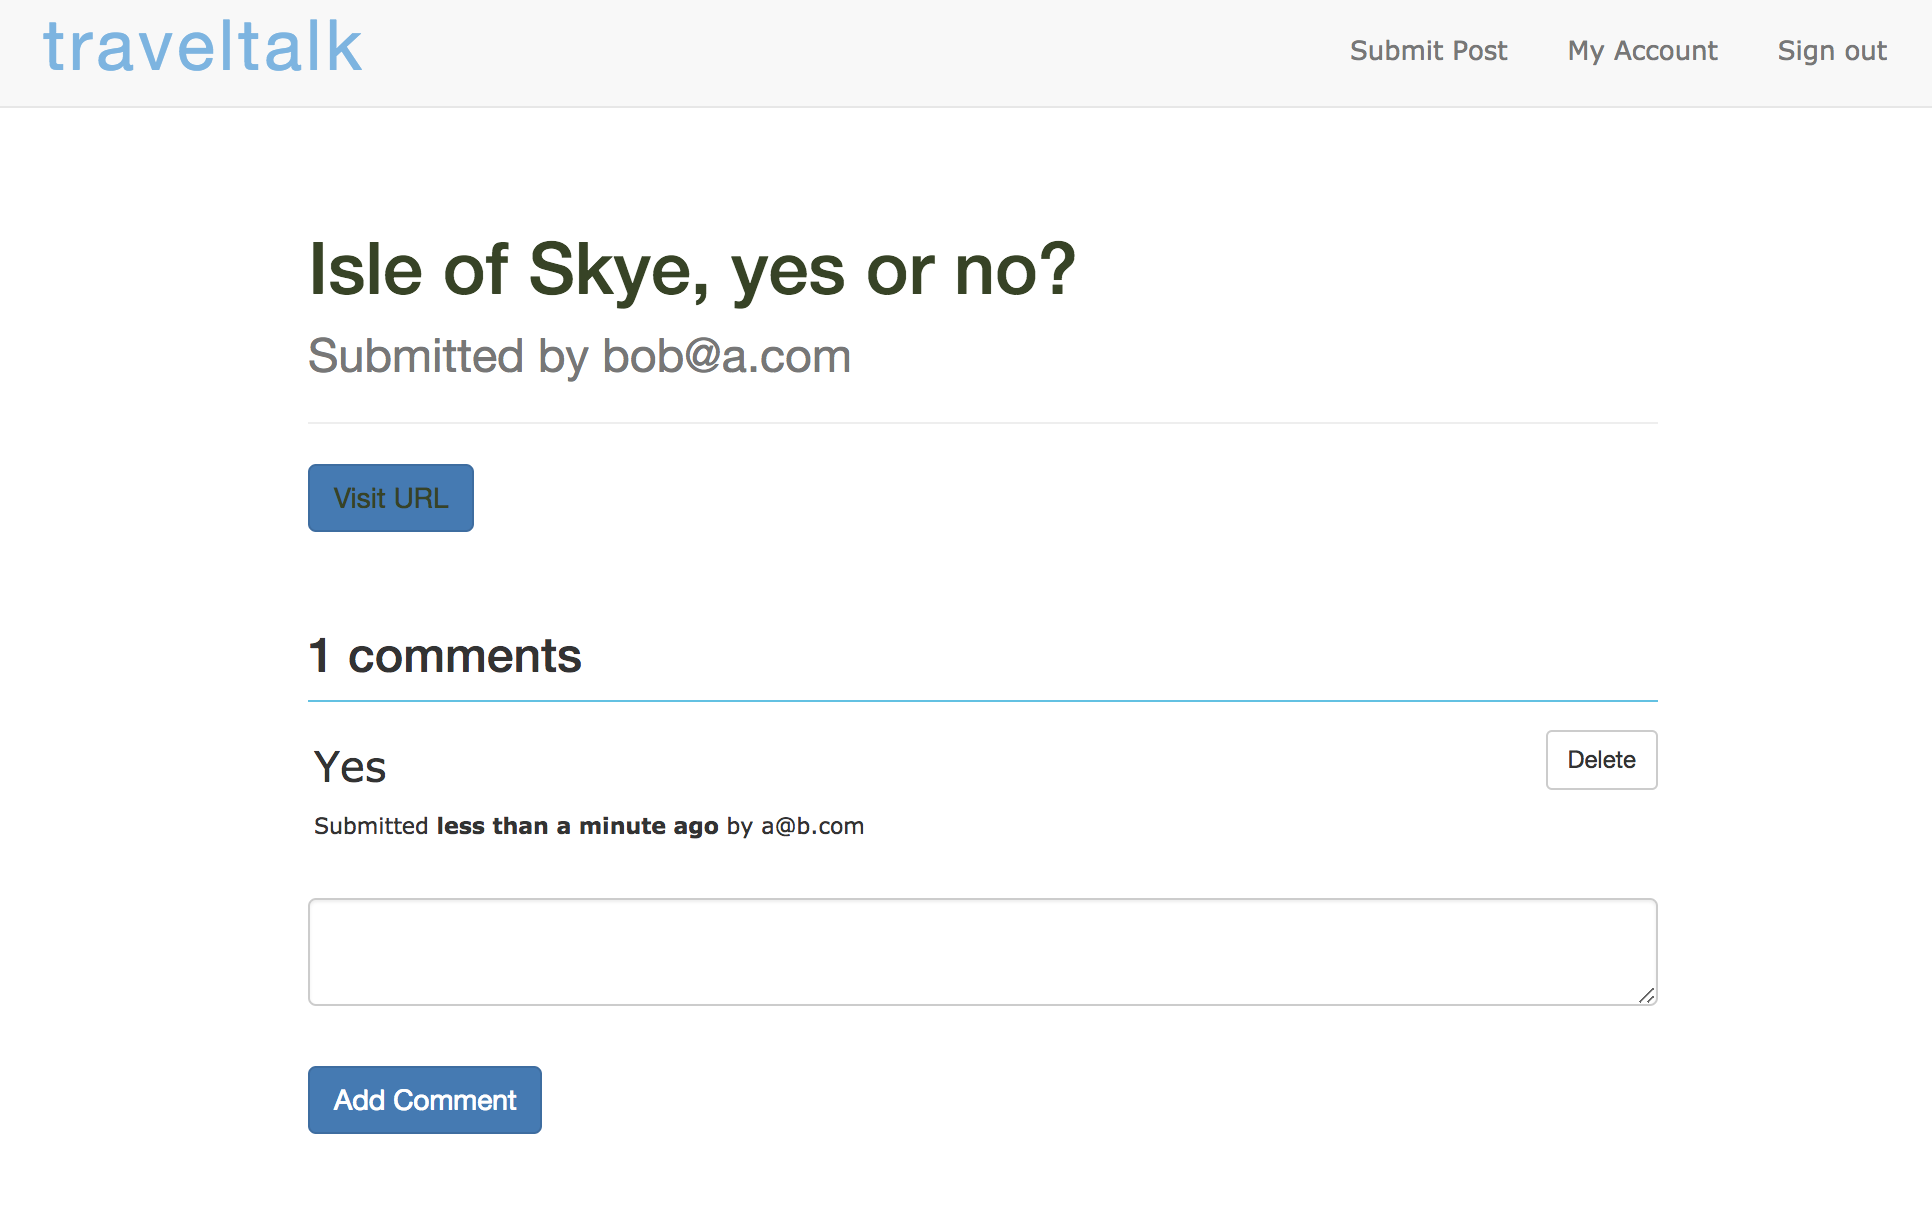 traveltalk
Submit Post My Account Sign out
Isle of Skye, yes or no?
Submitted by bob@a.com
Visit URL
1 comments
Yes
Delete
Submitted less than a minute ago by a@b.com
Add Comment